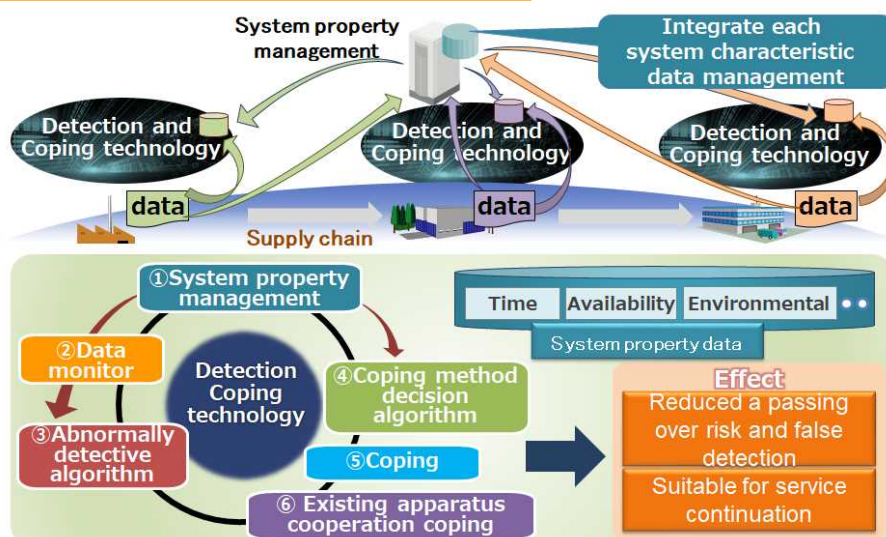 System property
management
Integrate each
system characteristic
data management
Detection and
Coping technology
Detection and
Coping technology
Detection and
Coping technology
data
data
data
Supply chain
①System property
management
②Data
monitor
③Abnormally
detective algorithm
Detection
Coping
technology
④Coping method
decision
algorithm
⑤Coping
⑥ Existing apparatus
cooperation coping
Time
Availability
Environmental
System property data
Effect
Reduced a passing
over risk and false
detection
Suitable for service
continuation